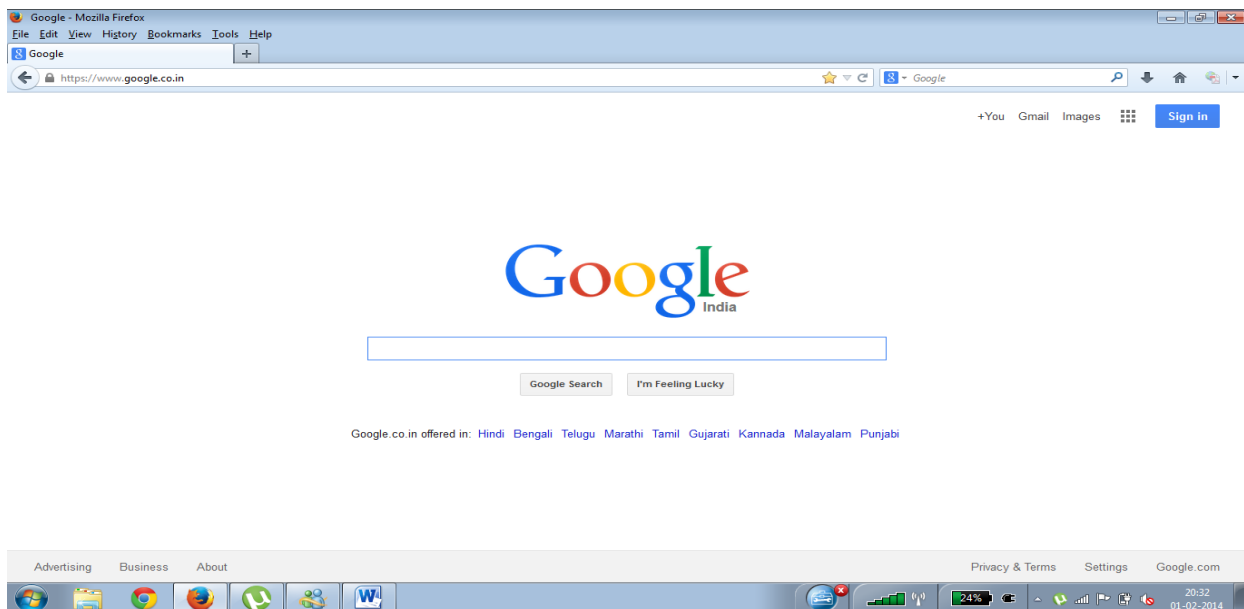 Google - Mozilla Firefox
File Edit View History Bookmarks Tools Help
8 Google +
https://www.google.co.in 8 Google
+You Gmail Images Sign in
Google
India
Google Search I'm Feeling Lucky
Google.co.in offered in: Hindi Bengali Telugu Marathi Tamil Gujarati Kannada Malayalam Punjabi
Advertising Business About Privacy & Terms Settings Google.com
W 24% 20:32
01-02-2014